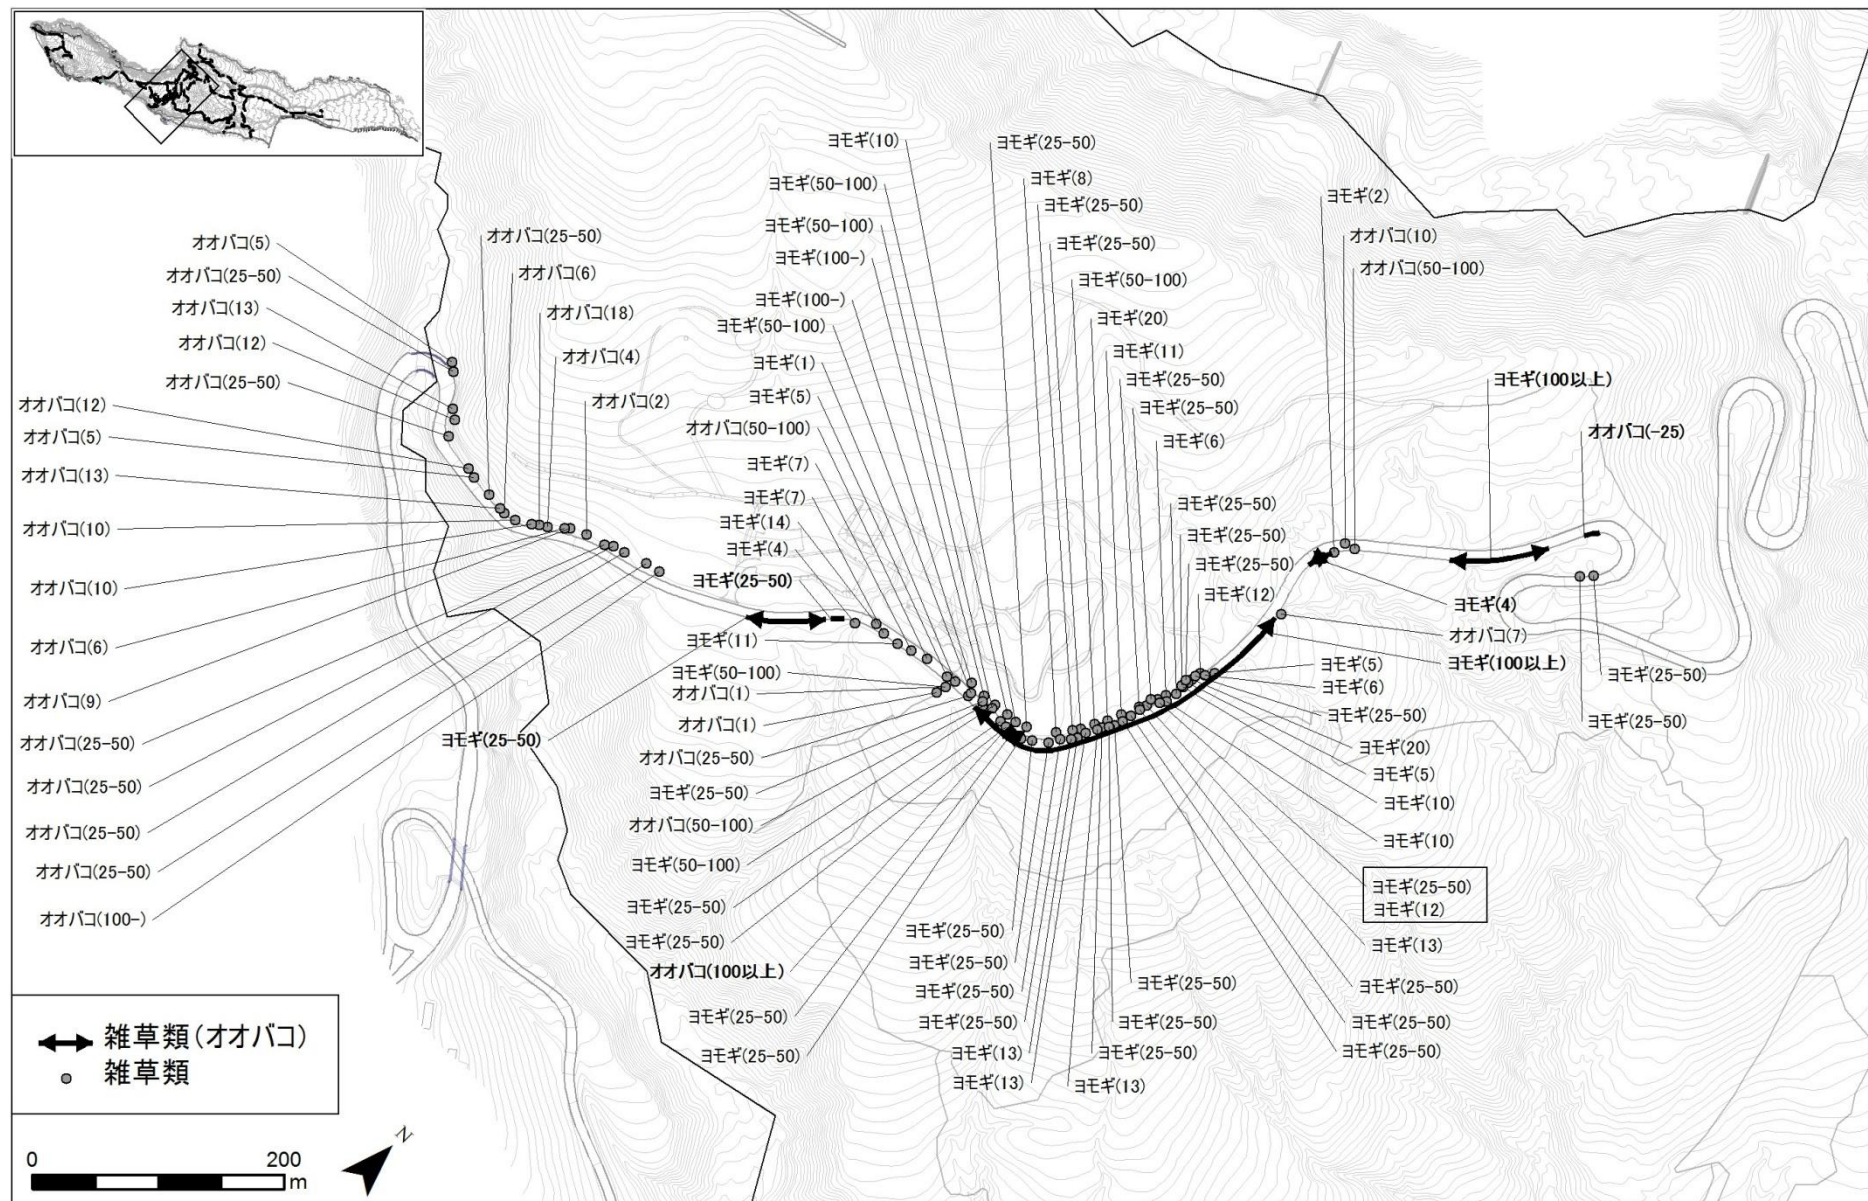 オオバコ(5)
オオバコ(25-50)
オオバコ(13)
オオバコ(12)
オオバコ(25-50)
オオバコ(12)
オオバコ(5)
オオバコ(13)
オオバコ(10)
オオバコ(10)
オオバコ(6)
オオバコ(9)
オオバコ(25-50)
オオバコ(25-50)
オオバコ(25-50)
オオバコ(25-50)
オオバコ(100-)
オオバコ(25-50)
オオバコ(6)
オオバコ(18)
オオバコ(4)
オオバコ(2)
ヨモギ(10)
ヨモギ(50-100)
ヨモギ(50-100)
ヨモギ(100-)
ヨモギ(100-)
ヨモギ(50-100)
ヨモギ(1)
ヨモギ(5)
オオバコ(50-100)
ヨモギ(7)
ヨモギ(7)
ヨモギ(14)
ヨモギ(4)
ヨモギ(25-50)
ヨモギ(11)
ヨモギ(50-100)
オオバコ(1)
オオバコ(1)
ヨモギ(25-50)
オオバコ(25-50)
ヨモギ(25-50)
オオバコ(50-100)
ヨモギ(50-100)
ヨモギ(25-50)
ヨモギ(25-50)
オオバコ(100以上)
ヨモギ(25-50)
ヨモギ(25-50)
ヨモギ(25-50)
ヨモギ(8)
ヨモギ(25-50)
ヨモギ(25-50)
ヨモギ(50-100)
ヨモギ(20)
ヨモギ(11)
ヨモギ(25-50)
ヨモギ(25-50)
ヨモギ(6)
ヨモギ(25-50)
ヨモギ(25-50)
ヨモギ(25-50)
ヨモギ(12)
ヨモギ(2)
オオバコ(10)
オオバコ(50-100)
ヨモギ(100以上)
オオバコ(-25)
ヨモギ(4)
オオバコ(7)
ヨモギ(100以上)
ヨモギ(25-50)
ヨモギ(25-50)
ヨモギ(5)
ヨモギ(6)
ヨモギ(25-50)
ヨモギ(20)
ヨモギ(5)
ヨモギ(10)
ヨモギ(10)
ヨモギ(25-50)
ヨモギ(12)
ヨモギ(13)
ヨモギ(25-50)
ヨモギ(25-50)
ヨモギ(25-50)
ヨモギ(25-50)
ヨモギ(25-50)
ヨモギ(25-50)
ヨモギ(25-50)
ヨモギ(13)
ヨモギ(13)
ヨモギ(25-50)
ヨモギ(25-50)
ヨモギ(25-50)
ヨモギ(13)
雑草類(オオバコ)
雑草類
0 200
m
N